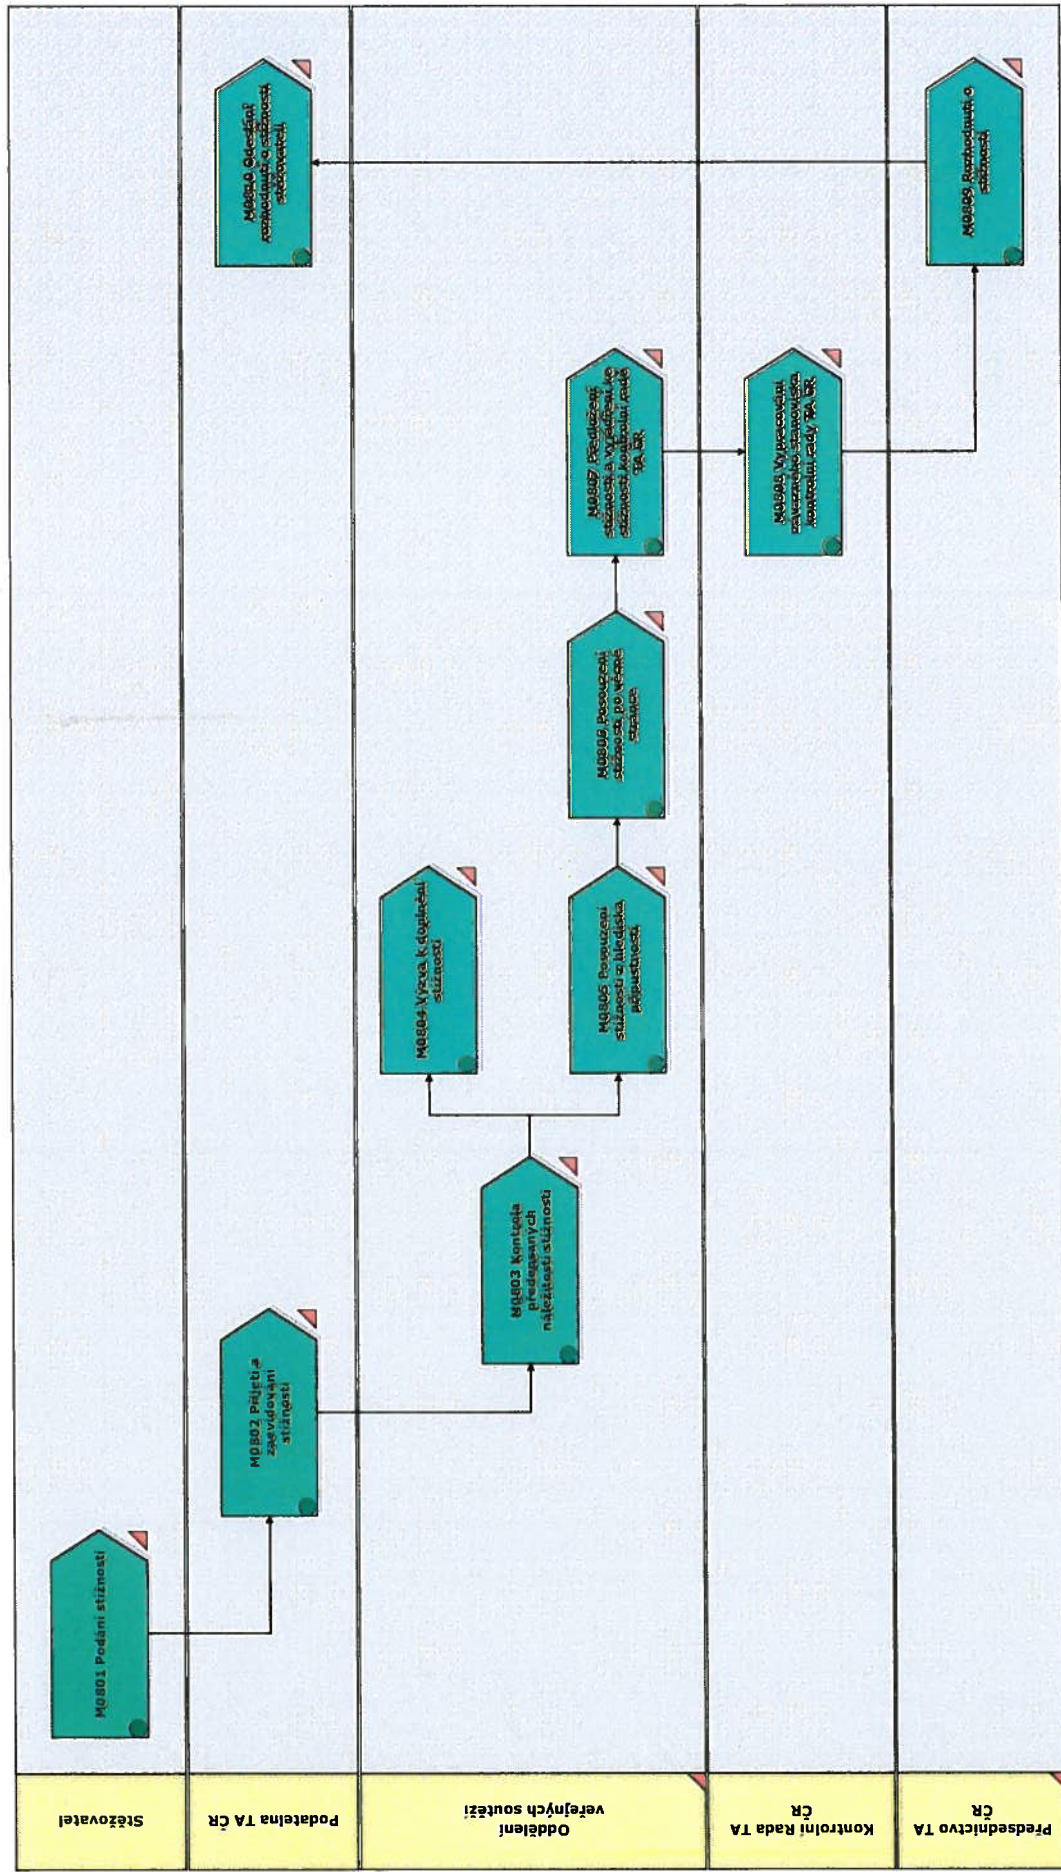 Stěžovatel
Podatelna TA ČR
Oddělení
veřejných soutěží
Kontrolní Rada TA
ČR
Předsednictvo TA
ČR
M0801 Podání stížnosti
M0802 Přijetí a
zaevidování
stížnosti
M0803 Kontrola
předepsaných
náležitostí stížnosti
M0804 Výzva k doplnění
stížnosti
M0805 Posouzení
stížnosti z hlediska
přípustnosti
M0806 Posouzení
stížnosti po věcné
stránce
M0807 Předložení
stížnosti a vyjádření ke
stížnosti kontrolní radě
TA ČR
M0808 Vypracování
závazného stanoviska
kontrolní rady TA ČR
M0809 Rozhodnutí o
stížnosti
M0810 Odeslání
rozhodnutí o stížnosti
stěžovateli